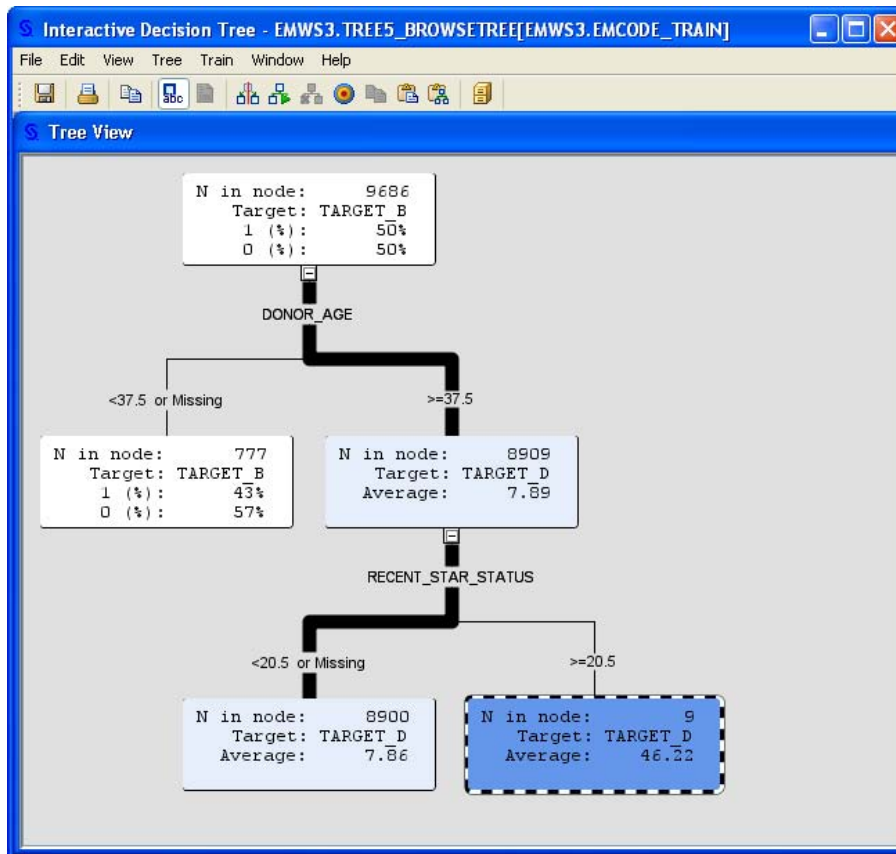 Interactive Decision Tree - EMWS3.TREE5_BROWSETREE[EMWS3.EMCODE_TRAIN]
File Edit View Tree Train Window Help
abc
Tree View
N in node: 9686
Target: TARGET_B
1 (%): 50%
0 (%): 50%
DONOR_AGE
<37.5 or Missing
>=37.5
N in node: 777
Target: TARGET_B
1 (%): 43%
0 (%): 57%
N in node: 8909
Target: TARGET_D
Average: 7.89
RECENT_STAR_STATUS
<20.5 or Missing
>=20.5
N in node: 8900
Target: TARGET_D
Average: 7.86
N in node: 9
Target: TARGET_D
Average: 46.22